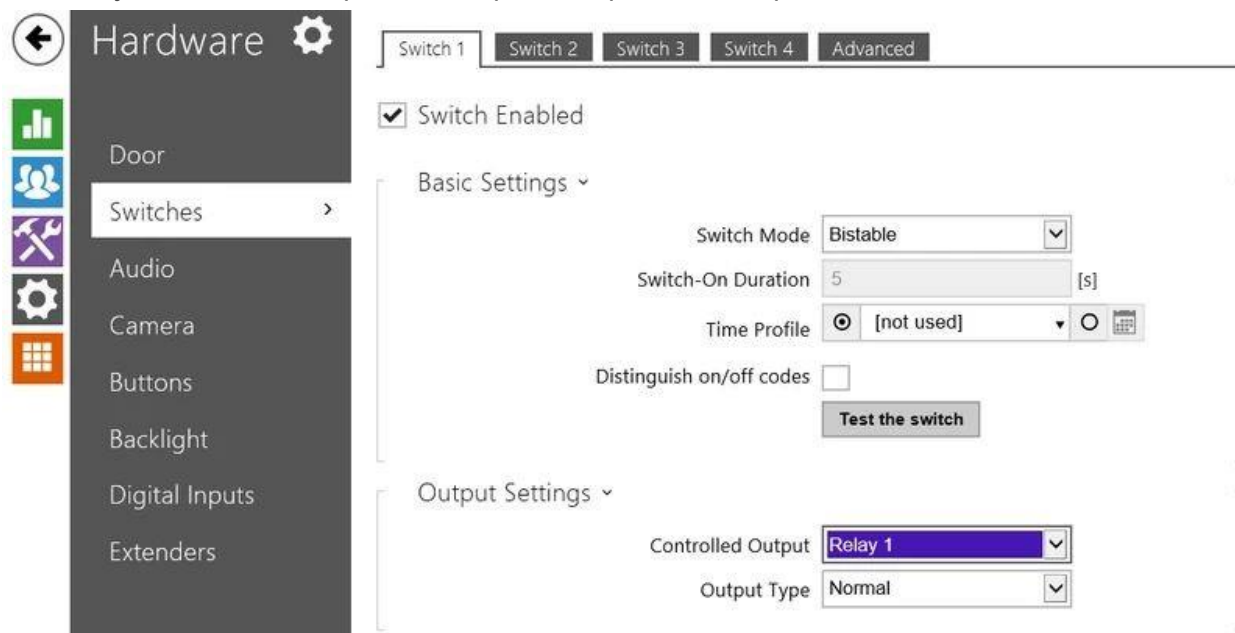 Hardware
Switch 1 Switch 2 Switch 3 Switch 4 Advanced
Switch Enabled
Door
Basic Settings
Switches
Switch Mode Bistable
Audio
Switch-On Duration 5 [s]
Camera
Time Profile [not used]
Buttons
Distinguish on/off codes
Test the switch
Backlight
Digital Inputs
Output Settings
Extenders
Controlled Output Relay 1
Output Type Normal